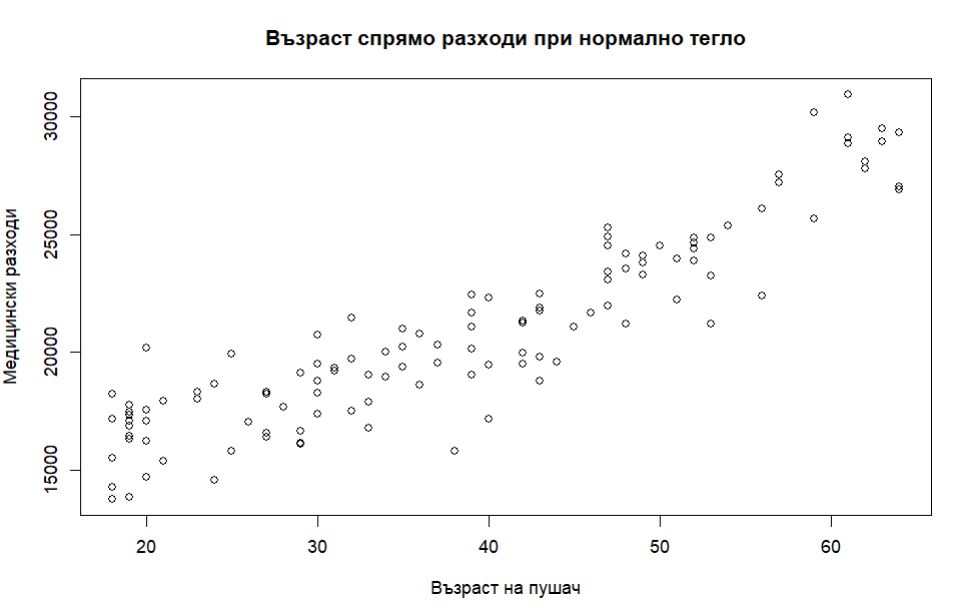 Възраст спрямо разходи при нормално тегло
30000
25000
20000
15000
Медицински разходи
20 30 40 50 60
Възраст на пушач